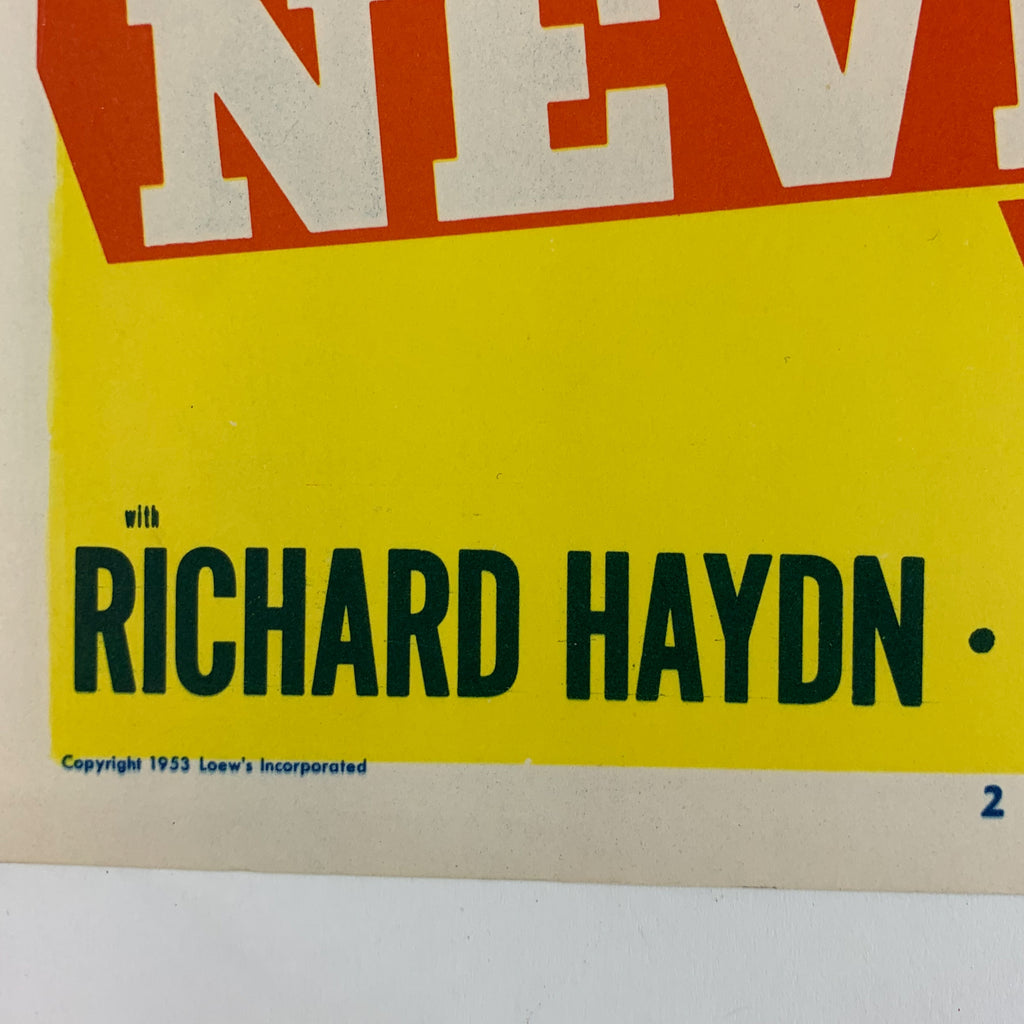 NEV
with
RICHARD HAYDN •
Copyright 1953 Loew's Incorporated
2